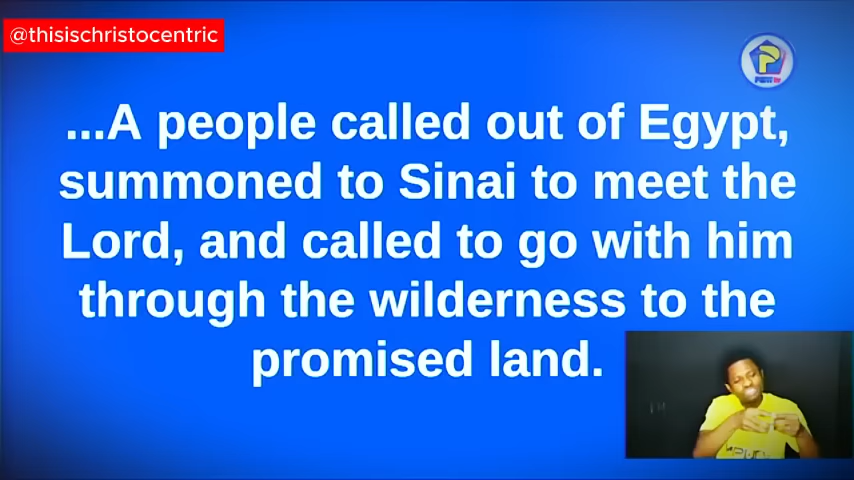 @thisischristocentric
...A people called out of Egypt,
summoned to Sinai to meet the
Lord, and called to go with him
through the wilderness to the
promised land.